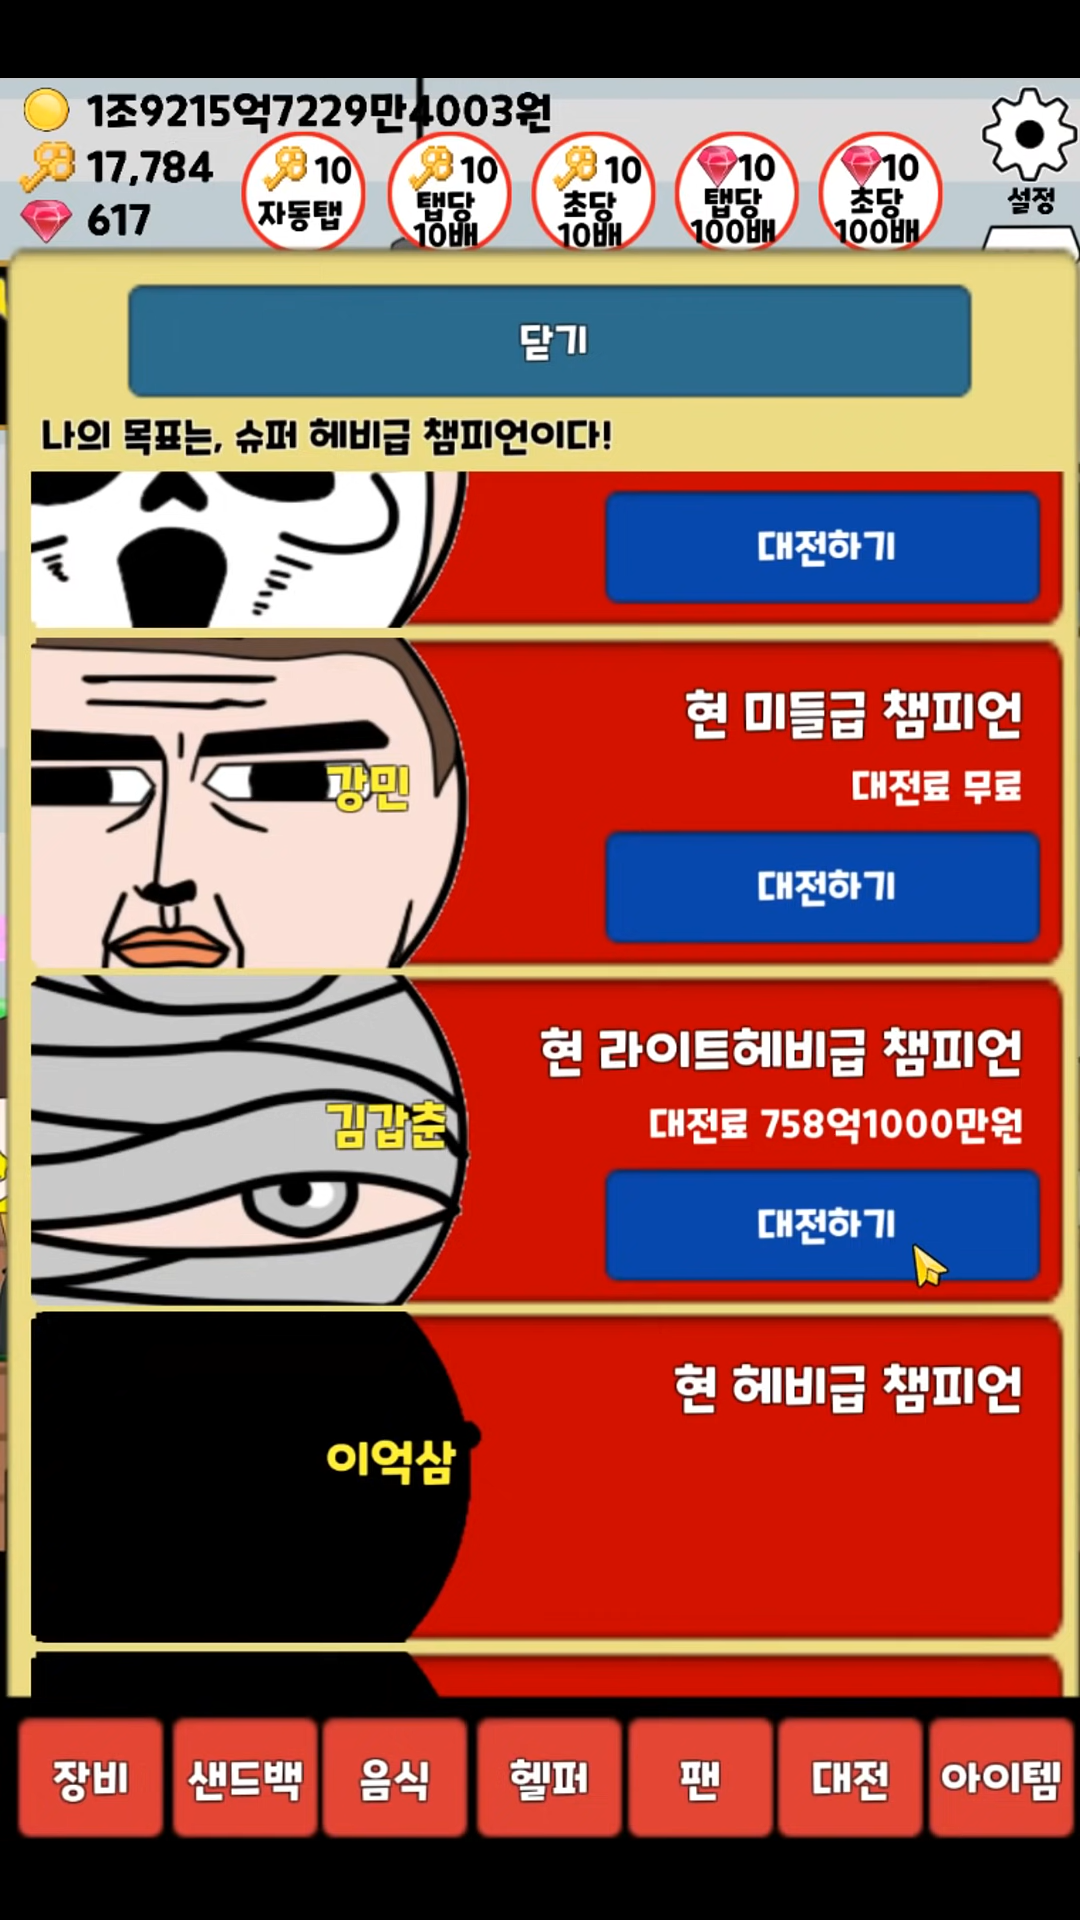 1조9215억7229만4003원
17,784
617
10
자동탭
10
탭당
10배
10
초당
10배
10
탭당
100배
10
초당
100배
설정
닫기
나의 목표는, 슈퍼 헤비급 챔피언이다!
대전하기
현 미들급 챔피언
강민
대전료 무료
대전하기
현 라이트헤비급 챔피언
김갑춘
대전료 758억1000만원
대전하기
현 헤비급 챔피언
이억삼
장비
샌드백
음식
헬퍼
팬
대전
아이템